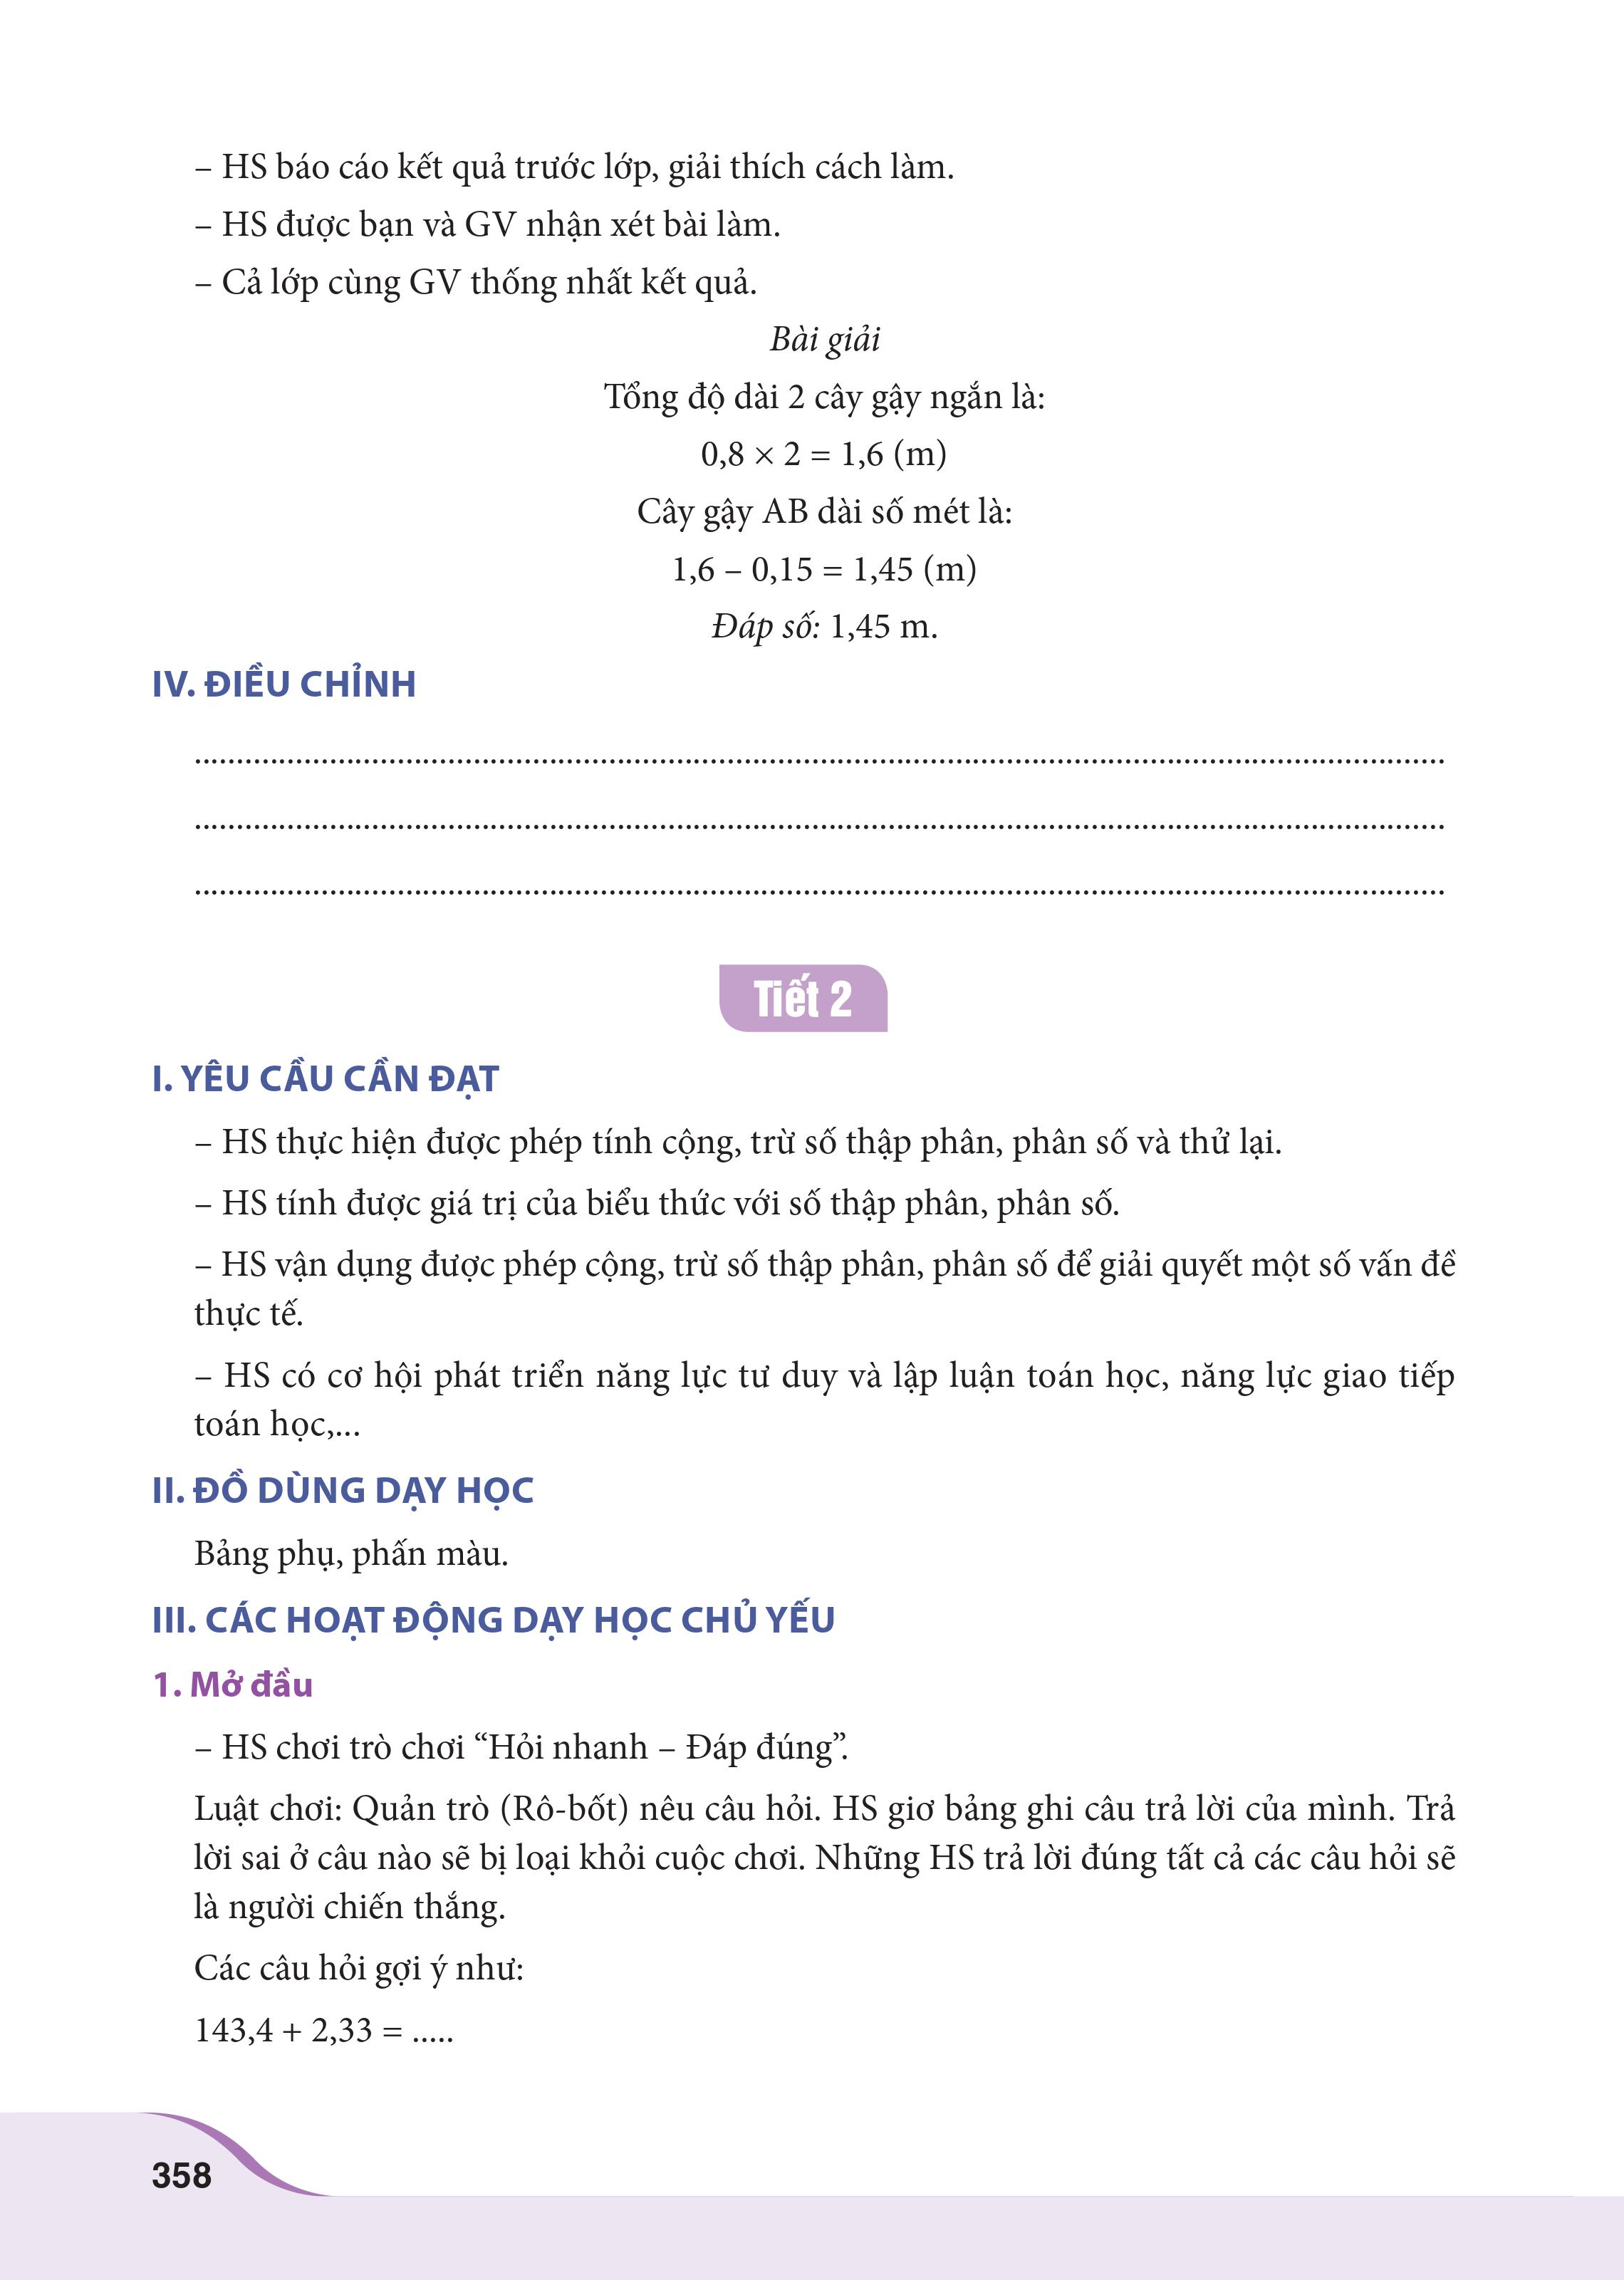 – HS báo cáo kết quả trước lớp, giải thích cách làm.
– HS được bạn và GV nhận xét bài làm.
– Cả lớp cùng GV thống nhất kết quả.
Bài giải
Tổng độ dài 2 cây gậy ngắn là:
0,8 × 2 = 1,6 (m)
Cây gậy AB dài số mét là:
1,6 – 0,15 = 1,45 (m)
Đáp số: 1,45 m.
IV. ĐIỀU CHỈNH
................................................................................
................................................................................
................................................................................
Tiết 2
I. YÊU CẦU CẦN ĐẠT
– HS thực hiện được phép tính cộng, trừ số thập phân, phân số và thử lại.
– HS tính được giá trị của biểu thức với số thập phân, phân số.
– HS vận dụng được phép cộng, trừ số thập phân, phân số để giải quyết một số vấn đề
thực tế.
– HS có cơ hội phát triển năng lực tư duy và lập luận toán học, năng lực giao tiếp
toán học,...
II. ĐỒ DÙNG DẠY HỌC
Bảng phụ, phấn màu.
III. CÁC HOẠT ĐỘNG DẠY HỌC CHỦ YẾU
1. Mở đầu
– HS chơi trò chơi “Hỏi nhanh – Đáp đúng”.
Luật chơi: Quản trò (Rô-bốt) nêu câu hỏi. HS giơ bảng ghi câu trả lời của mình. Trả
lời sai ở câu nào sẽ bị loại khỏi cuộc chơi. Những HS trả lời đúng tất cả các câu hỏi sẽ
là người chiến thắng.
Các câu hỏi gợi ý như:
143,4 + 2,33 = .....
358